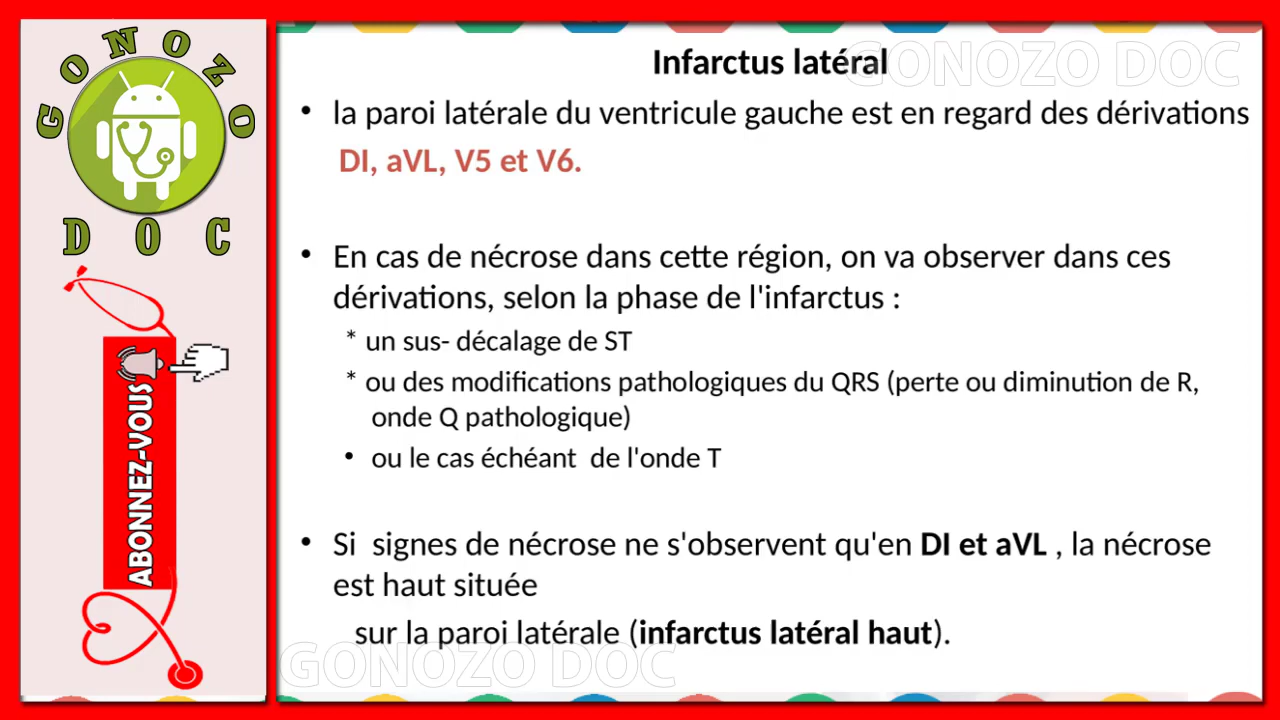 GONOZO
DOC
ABONNEZ-VOUS
GONOZO DOC
Infarctus latéral
• la paroi latérale du ventricule gauche est en regard des dérivations
DI, aVL, V5 et V6.
• En cas de nécrose dans cette région, on va observer dans ces
dérivations, selon la phase de l'infarctus :
* un sus- décalage de ST
* ou des modifications pathologiques du QRS (perte ou diminution de R,
onde Q pathologique)
• ou le cas échéant de l'onde T
• Si signes de nécrose ne s'observent qu'en DI et aVL , la nécrose
est haut située
sur la paroi latérale (infarctus latéral haut).
GONOZO DOC